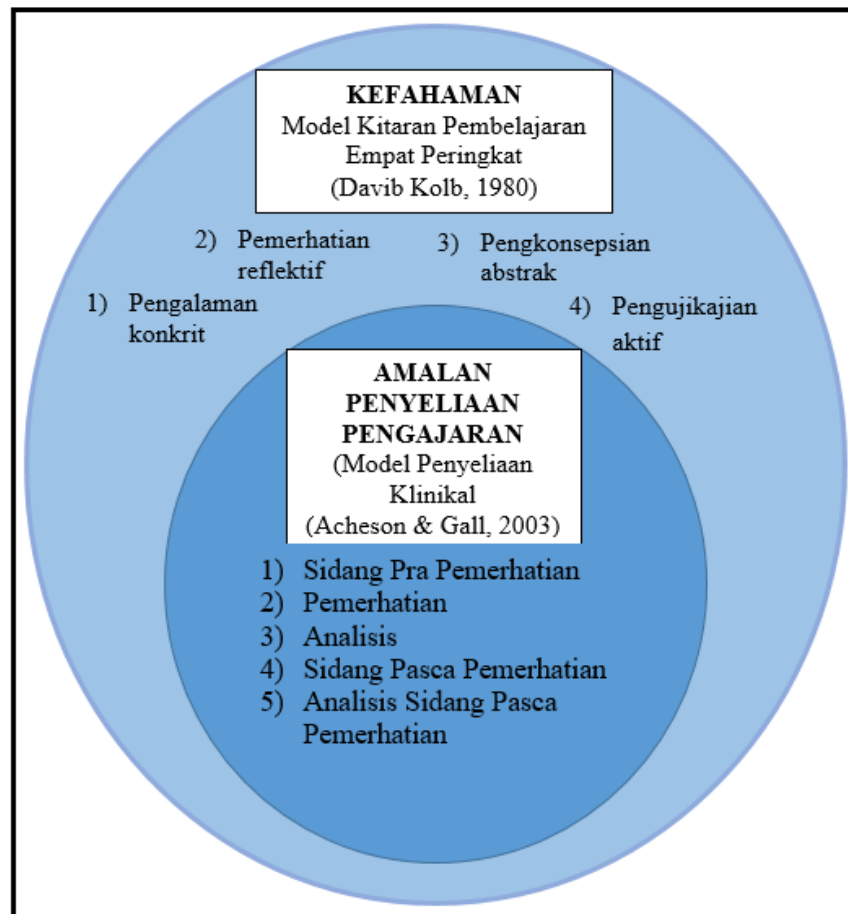 KEFAHAMAN
Model Kitaran Pembelajaran
Empat Peringkat
(Davib Kolb, 1980)
1) Pengalaman
konkrit
2) Pemerhatian
reflektif
3) Pengkonsepsian
abstrak
4) Pengujikajian
aktif
AMALAN
PENYELIAAN
PENGAJARAN
(Model Penyeliaan
Klinikal
(Acheson & Gall, 2003)
1) Sidang Pra Pemerhatian
2) Pemerhatian
3) Analisis
4) Sidang Pasca Pemerhatian
5) Analisis Sidang Pasca
Pemerhatian